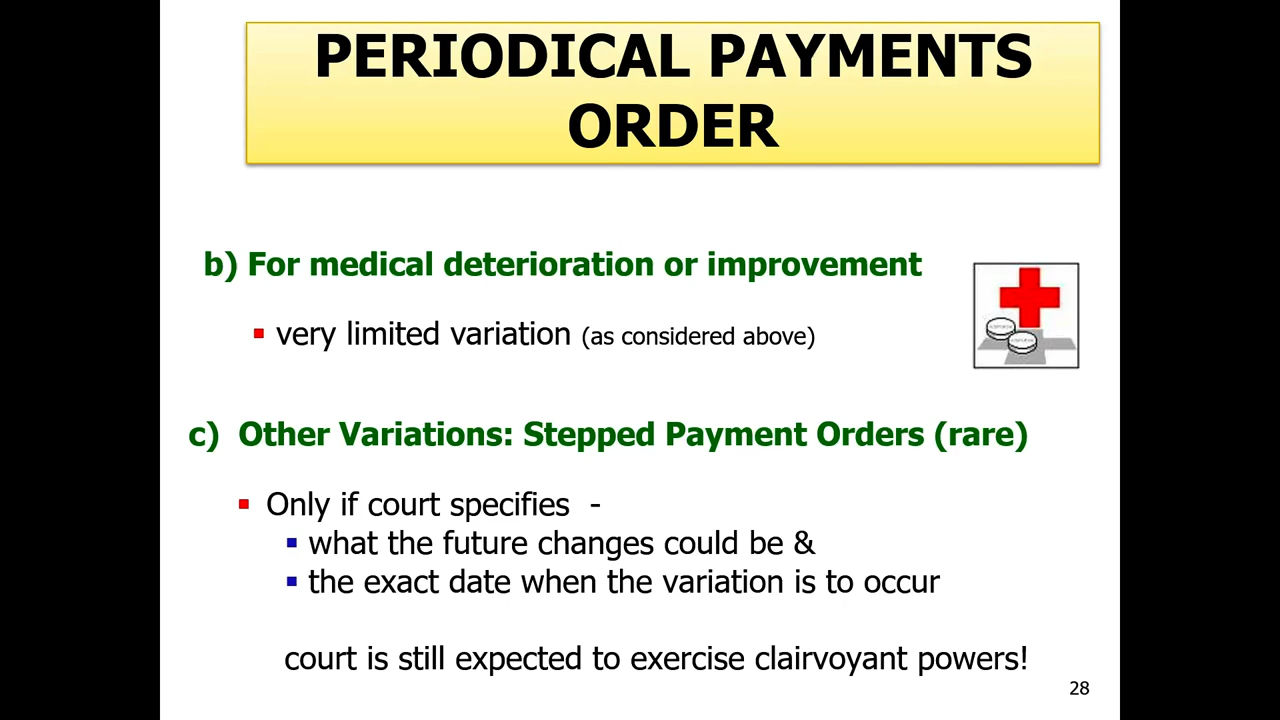 PERIODICAL PAYMENTS
ORDER
b) For medical deterioration or improvement
▪ very limited variation (as considered above)
c) Other Variations: Stepped Payment Orders (rare)
▪ Only if court specifies -
▪ what the future changes could be &
▪ the exact date when the variation is to occur
court is still expected to exercise clairvoyant powers!
28